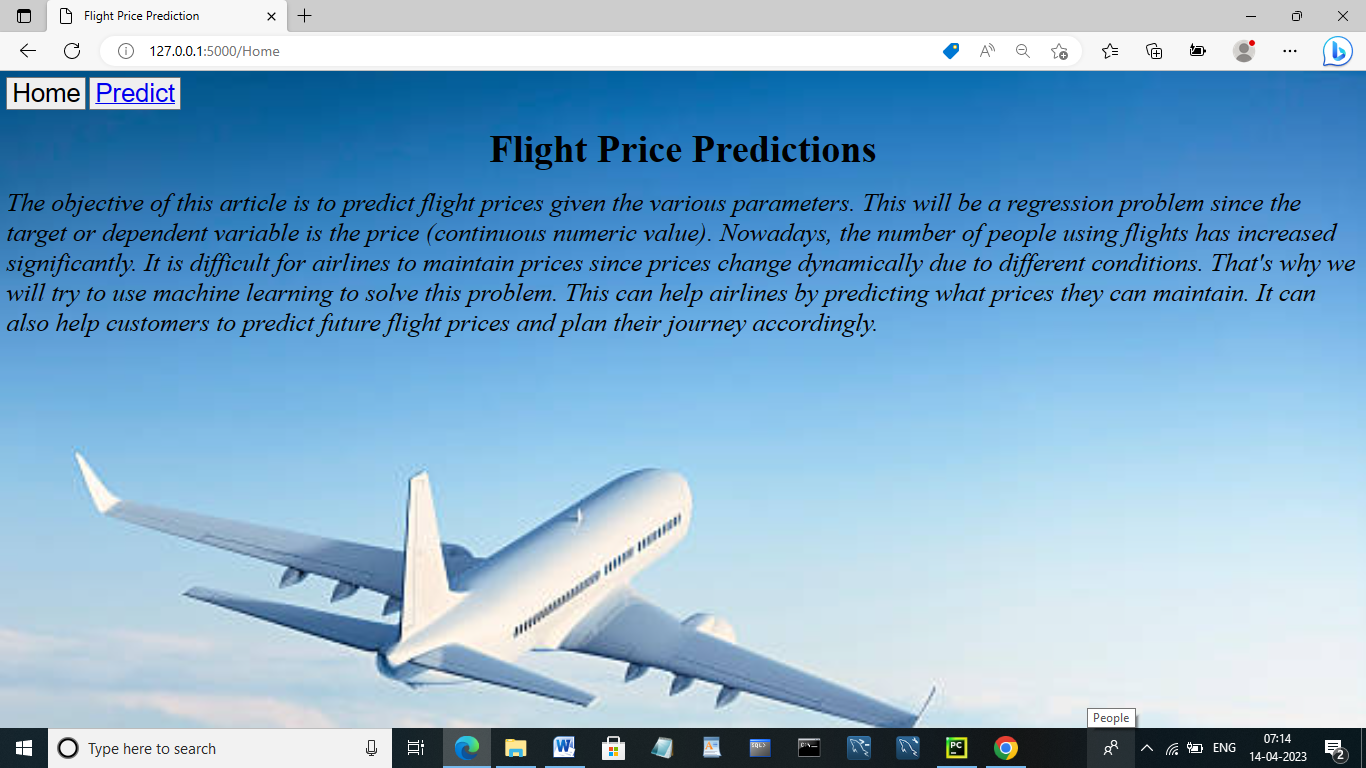 Flight Price Prediction
127.0.0.1:5000/Home
Home Predict
Flight Price Predictions
The objective of this article is to predict flight prices given the various parameters. This will be a regression problem since the
target or dependent variable is the price (continuous numeric value). Nowadays, the number of people using flights has increased
significantly. It is difficult for airlines to maintain prices since prices change dynamically due to different conditions. That's why we
will try to use machine learning to solve this problem. This can help airlines by predicting what prices they can maintain. It can
also help customers to predict future flight prices and plan their journey accordingly.
People
Type here to search
ENG
07:14
14-04-2023
2